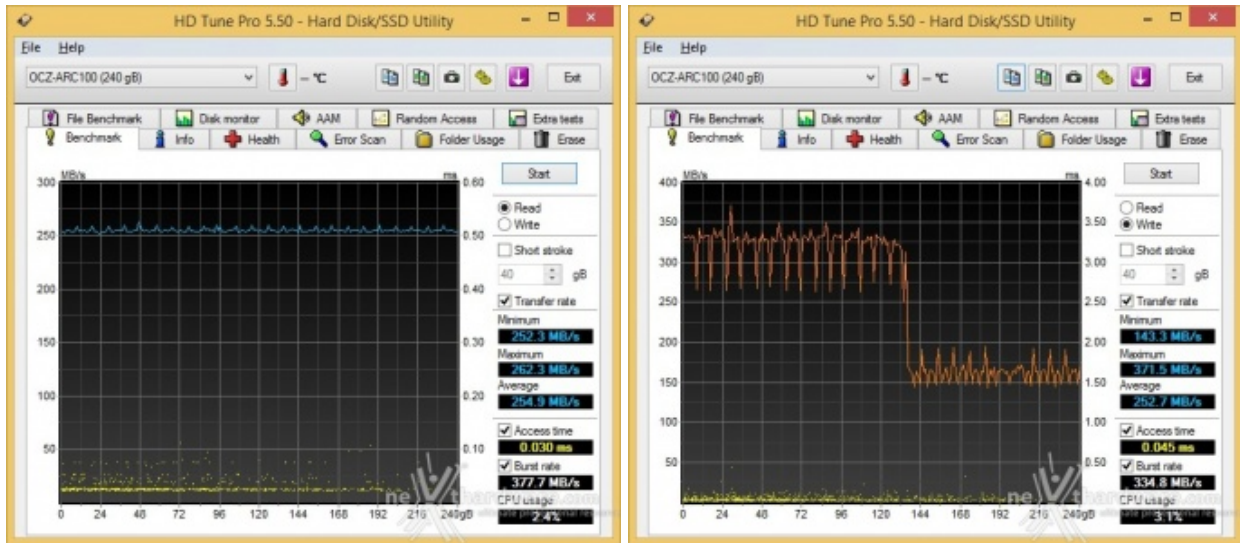 HD Tune Pro 5.50 - Hard Disk/SSD Utility
File Help
OCZ-ARC100 (240 gB)
– °C
Exit
File Benchmark Disk monitor AAM Random Access Extra tests
Benchmark Info Health Error Scan Folder Usage Erase
MB/s
ms
Start
300
250
200
150
100
50
0.60
0.50
0.40
0.30
0.20
0.10
0 24 48 72 96 120 144 168 192 216 240gB
Read
Write
Short stroke
40 gB
Transfer rate
Minimum
252.3 MB/s
Maximum
262.3 MB/s
Average
254.9 MB/s
Access time
0.030 ms
Burst rate
377.7 MB/s
CPU usage
2.4%
HD Tune Pro 5.50 - Hard Disk/SSD Utility
File Help
OCZ-ARC100 (240 gB)
– °C
Exit
File Benchmark Disk monitor AAM Random Access Extra tests
Benchmark Info Health Error Scan Folder Usage Erase
MB/s
ms
Start
400
350
300
250
200
150
100
50
4.00
3.50
3.00
2.50
2.00
1.50
1.00
0.50
0 24 48 72 96 120 144 168 192 216 240gB
Read
Write
Short stroke
40 gB
Transfer rate
Minimum
143.3 MB/s
Maximum
371.5 MB/s
Average
252.7 MB/s
Access time
0.045 ms
Burst rate
334.8 MB/s
CPU usage
3.1%